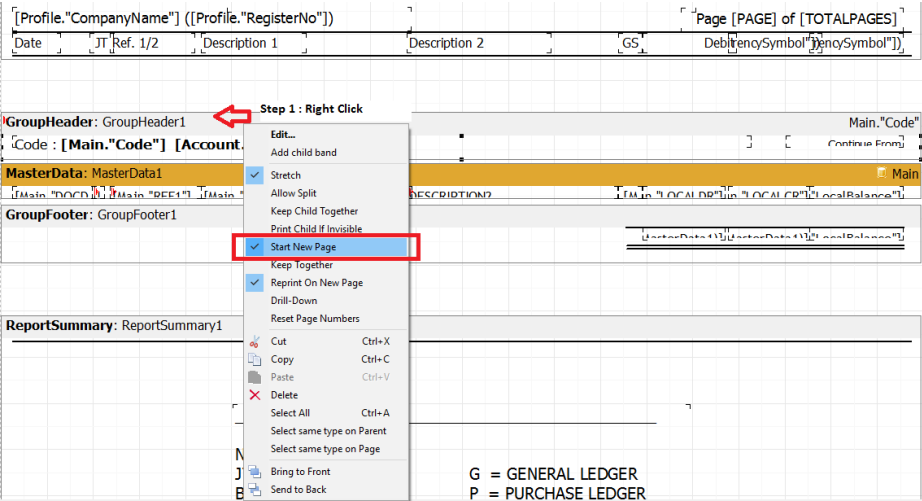 [Profile."CompanyName"] ([Profile."RegisterNo"])
Page [PAGE] of [TOTALPAGES]
Date JT Ref. 1/2 Description 1 Description 2 GS Debit rencySymbol"]) rencySymbol"])
Step 1 : Right Click
GroupHeader: GroupHeader1 Main."Code"
Code : [Main."Code"] [Account. Continue From
MasterData: MasterData1 Main
[Main."DOCD [Main."REF1"] [Main." DESCRIPTION2 "LOCALDR"] "LOCALCR"] "LocalBalance"]
GroupFooter: GroupFooter1
MasterData1)] MasterData1)] "LocalBalance"]
ReportSummary: ReportSummary1
Edit...
Add child band
Stretch
Allow Split
Keep Child Together
Print Child If Invisible
Start New Page
Keep Together
Reprint On New Page
Drill-Down
Reset Page Numbers
Cut Ctrl+X
Copy Ctrl+C
Paste Ctrl+V
Delete
Select All Ctrl+A
Select same type on Parent
Select same type on Page
Bring to Front
Send to Back
G = GENERAL LEDGER
P = PURCHASE LEDGER